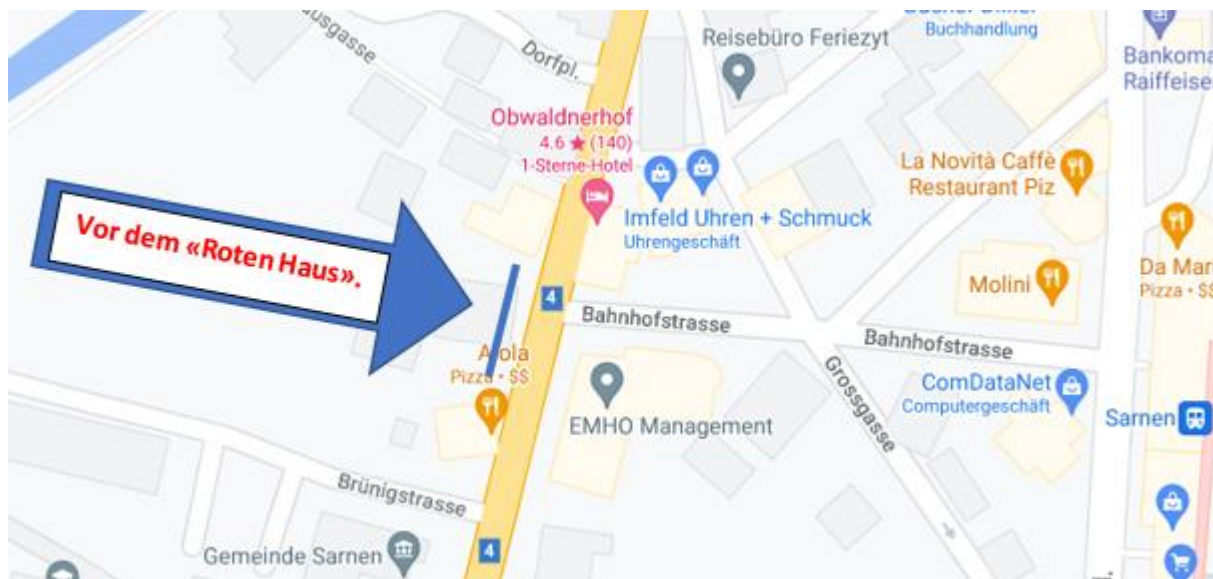 Buchhandlung
Reisebüro Feriezyt
Dorfpl.
Bankoma
Raiffeise
Obwaldnerhof
4.6 ★ (140)
1-Sterne-Hotel
La Novità Caffè
Restaurant Piz
Imfeld Uhren + Schmuck
Uhrengeschäft
Vor dem «Roten Haus».
Da Mar
Pizza • $$
Molini
4
Bahnhofstrasse
Bahnhofstrasse
Pizza • $$
Grossgasse
ComDataNet
Computergeschäft
EMHO Management
Sarnen
Brünigstrasse
Gemeinde Sarnen
4